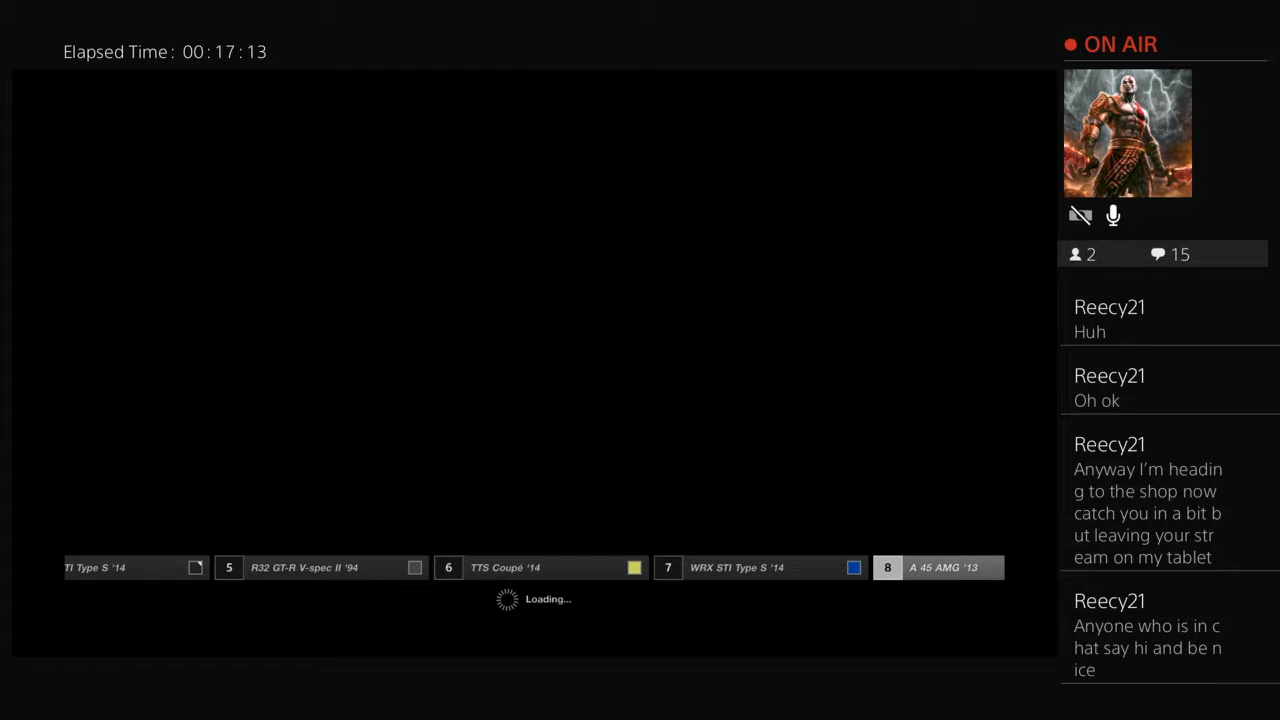 Elapsed Time: 00:17:13
ON AIR
2 15
Reecy21
Huh
Reecy21
Oh ok
Reecy21
Anyway I'm headin
g to the shop now
catch you in a bit b
ut leaving your str
eam on my tablet
Reecy21
Anyone who is in c
hat say hi and be n
ice
TI Type S '14 5 R32 GT-R V-spec II '94 6 TTS Coupé '14 7 WRX STI Type S '14 8 A 45 AMG '13
Loading...